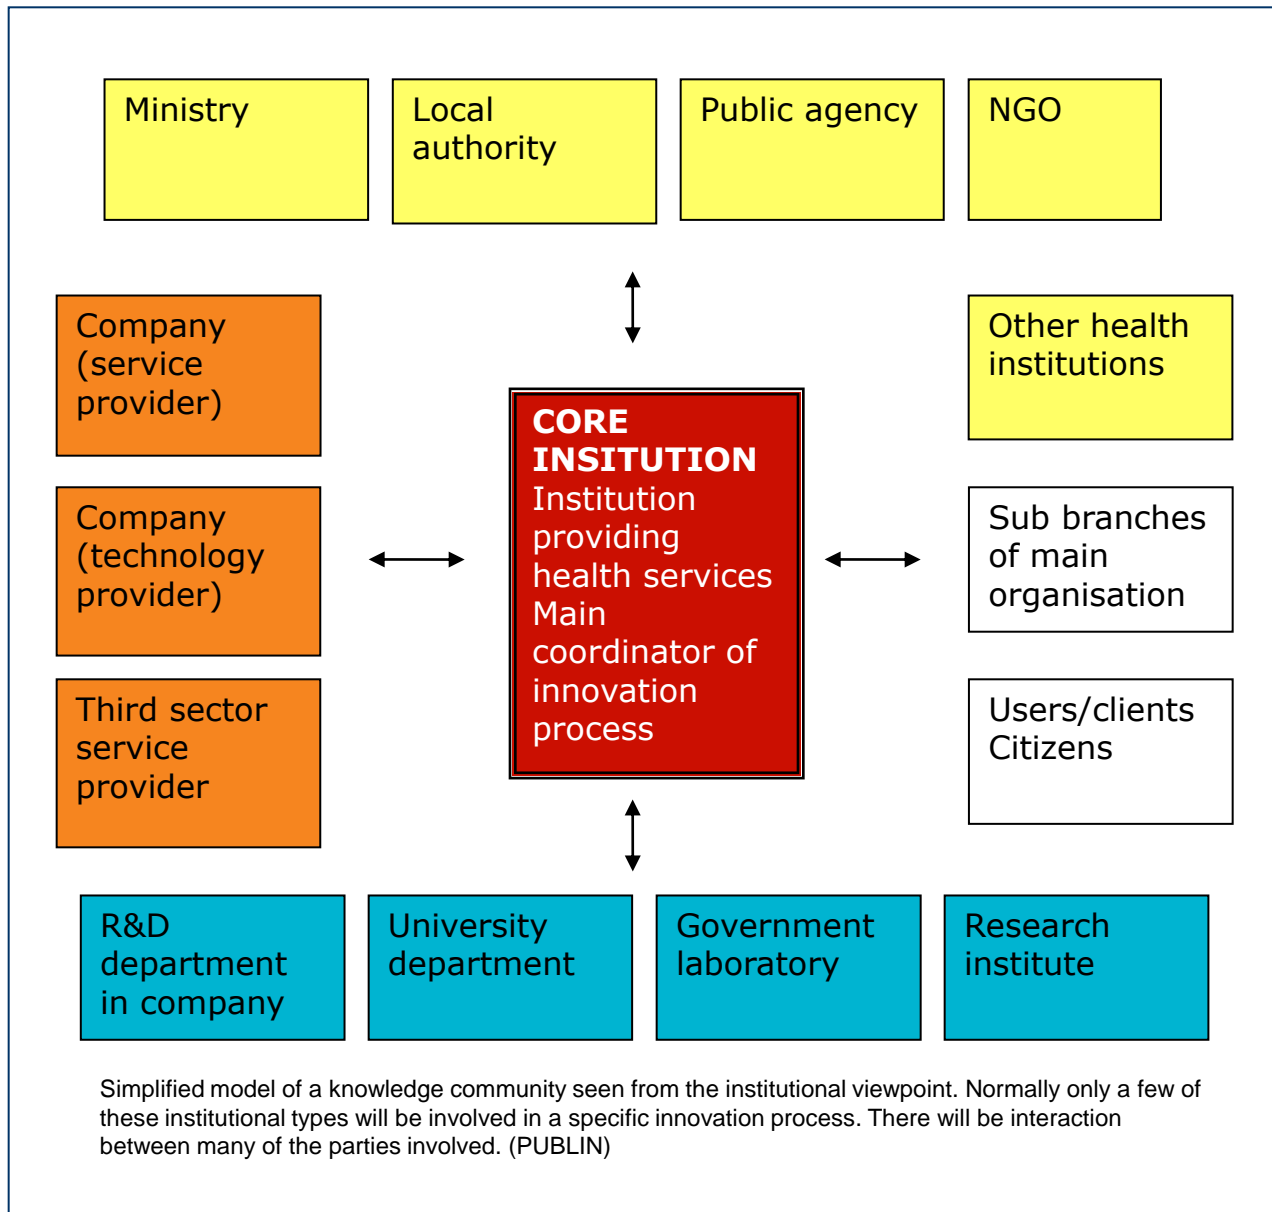 Ministry
Local
authority
Public agency
NGO
Company
(service
provider)
Other health
institutions
CORE
INSITUTION
Institution
providing
health services
Main
coordinator of
innovation
process
Company
(technology
provider)
Sub branches
of main
organisation
Third sector
service
provider
Users/clients
Citizens
R&D
department
in company
University
department
Government
laboratory
Research
institute
Simplified model of a knowledge community seen from the institutional viewpoint. Normally only a few of
these institutional types will be involved in a specific innovation process. There will be interaction
between many of the parties involved. (PUBLIN)